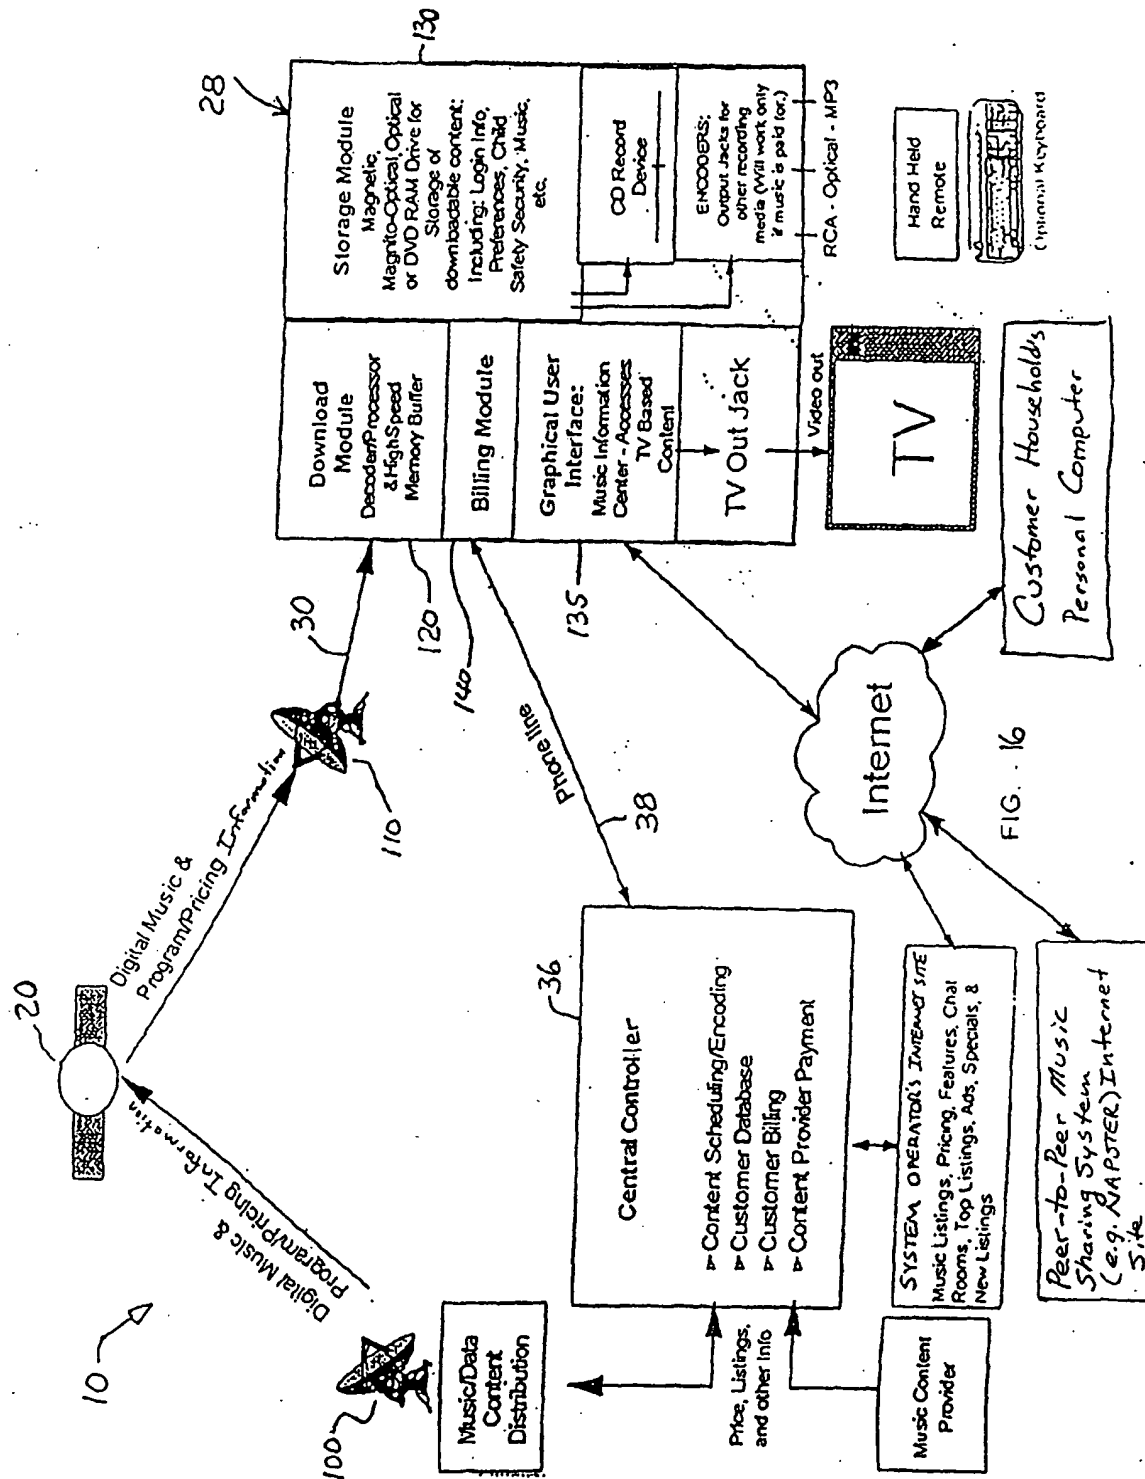 10
20
Digital Music &
Program/Pricing Information
Digital Music &
Program/Pricing Information
100
110
30
Music/Data
Content
Distribution
Price, Listings,
and other Info
Music Content
Provider
36
Central Controller
Content Scheduling/Encoding
Customer Database
Customer Billing
Content Provider Payment
Phone line
38
SYSTEM OPERATOR'S INTERNET SITE
Music Listings, Pricing, Features, Chat
Rooms, Top Listings, Ads, Specials, &
New Listings
Peer-to-Peer Music
Sharing System
(e.g. NAPSTER) Internet
Site
Internet
28
130
120
140
135
Download
Module
Decoder/Processor
& High Speed
Memory Buffer
Billing Module
Graphical User
Interface:
Music Information
Center - Accesses
TV Based
Content
TV Out Jack
Video out
TV
Storage Module
Magnetic,
Magnito-Optical, Optical
or DVD RAM Drive for
Storage of
downloadable content:
Including: Login Info,
Preferences, Child
Safety Security, Music,
etc.
CD Record
Device
ENCODERS:
Output Jacks for
other recording
media (Will work only
if music is paid for.)
RCA - Optical - MP3
Hand Held
Remote
Optional Keyboard
Customer Household's
Personal Computer
FIG. 16